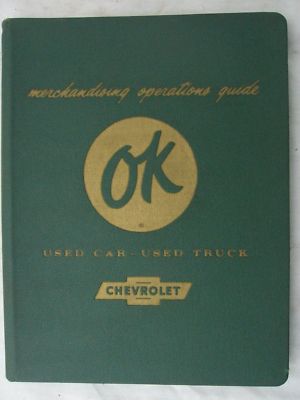 merchandising operations guide
OK
®
USED CAR - USED TRUCK
CHEVROLET